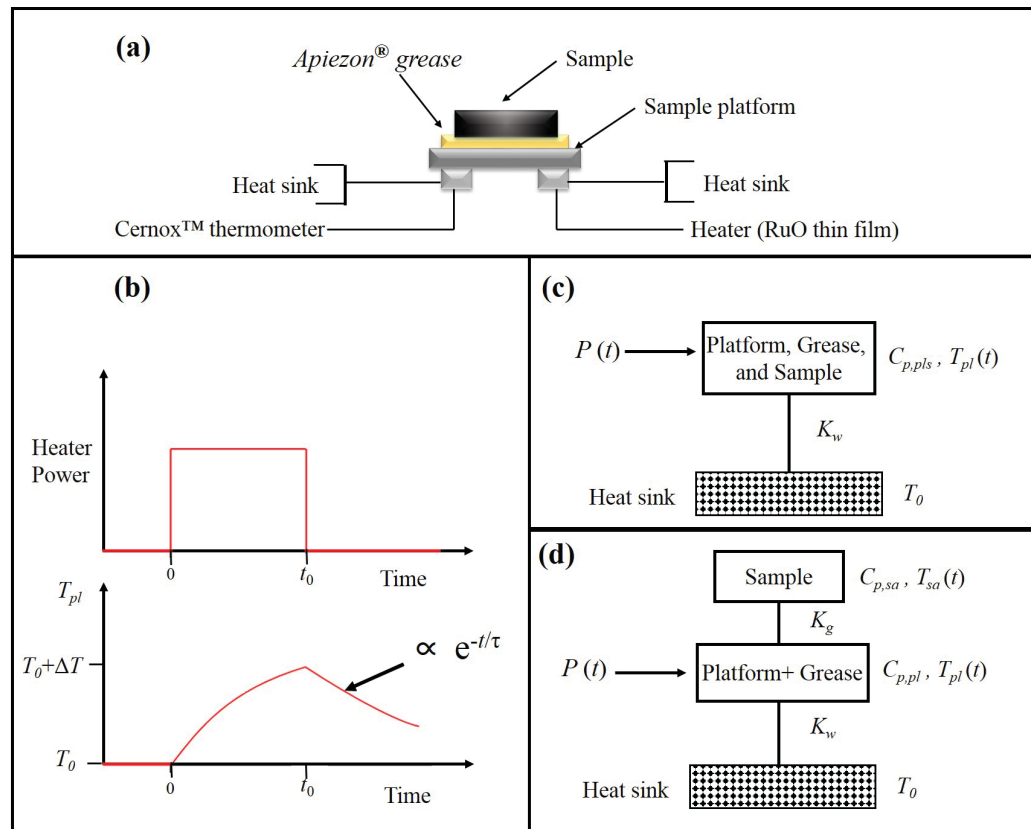 (a)
Apiezon® grease
Sample
Sample platform
Heat sink
Heat sink
Cernox™ thermometer
Heater (RuO thin film)
(b)
Heater
Power
0
t0
Time
Tpl
T0+ΔT
∝ e-t/τ
T0
0
t0
Time
(c)
P (t)
Platform, Grease,
and Sample
Cp,pls , Tpl(t)
Kw
Heat sink
T0
(d)
Sample
Cp,sa , Tsa(t)
Kg
P (t)
Platform+ Grease
Cp,pl , Tpl(t)
Kw
Heat sink
T0